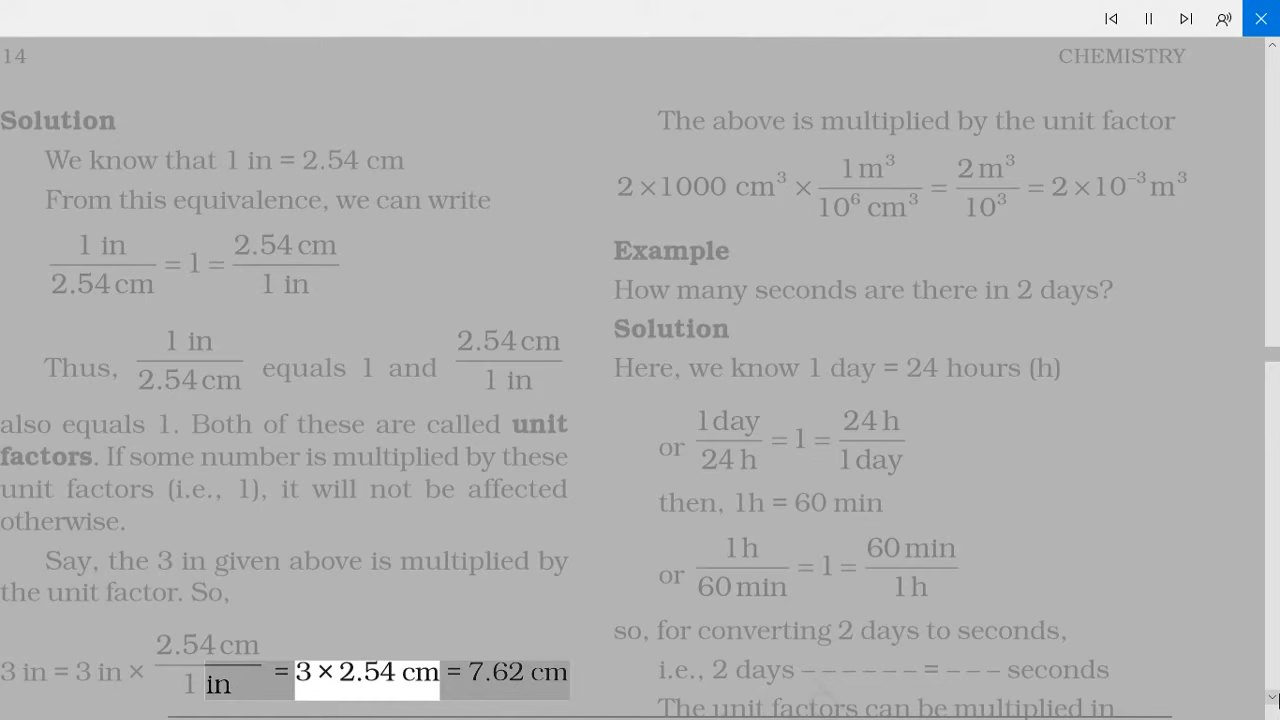 14
CHEMISTRY
Solution
We know that 1 in = 2.54 cm
From this equivalence, we can write
1 in / 2.54 cm = 1 = 2.54 cm / 1 in
Thus, 1 in / 2.54 cm equals 1 and 2.54 cm / 1 in
also equals 1. Both of these are called unit
factors. If some number is multiplied by these
unit factors (i.e., 1), it will not be affected
otherwise.
Say, the 3 in given above is multiplied by
the unit factor. So,
3 in = 3 in × 2.54 cm / 1 in = 3 × 2.54 cm = 7.62 cm
The above is multiplied by the unit factor
2 × 1000 cm³ × 1 m³ / 10⁶ cm³ = 2 m³ / 10³ = 2 × 10⁻³ m³
Example
How many seconds are there in 2 days?
Solution
Here, we know 1 day = 24 hours (h)
or 1 day / 24 h = 1 = 24 h / 1 day
then, 1h = 60 min
or 1h / 60 min = 1 = 60 min / 1 h
so, for converting 2 days to seconds,
i.e., 2 days – – – – – – = – – – seconds
The unit factors can be multiplied in